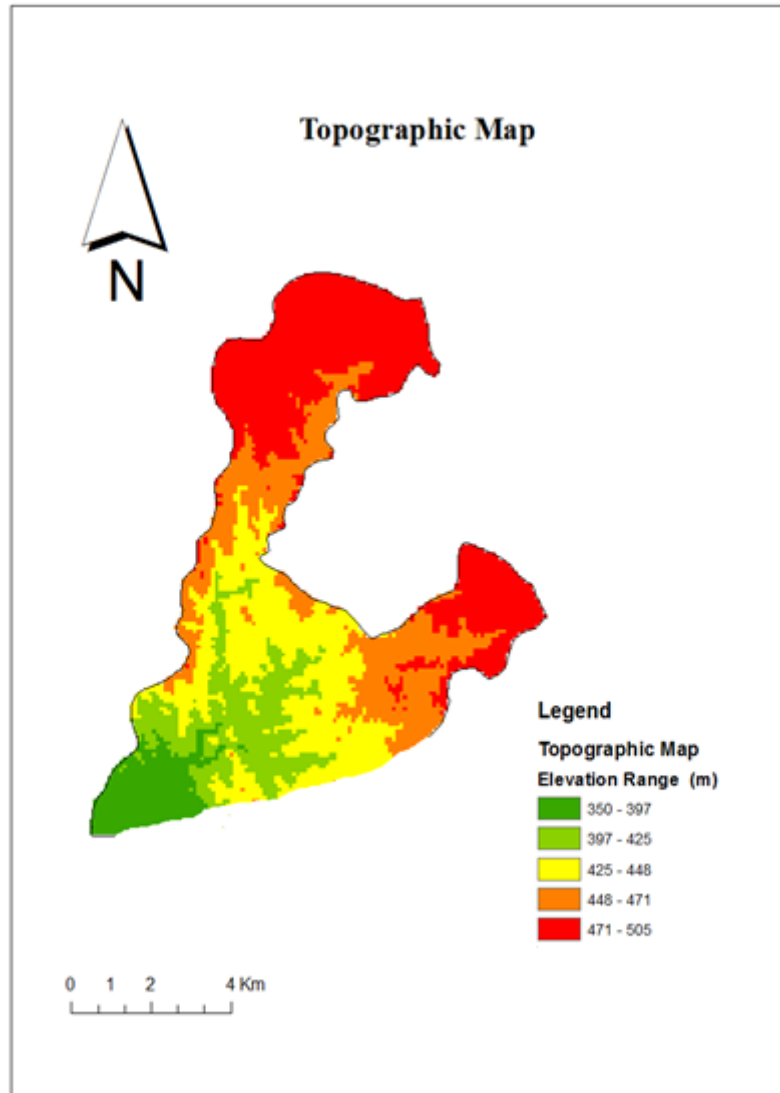 Topographic Map
N
Legend
Topographic Map
Elevation Range (m)
350 - 397
397 - 425
425 - 448
448 - 471
471 - 505
0 1 2 4 Km